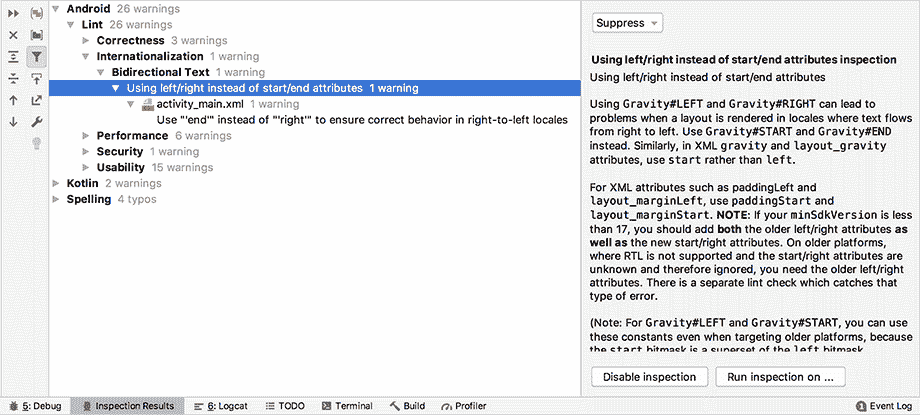 Android 26 warnings
Lint 26 warnings
Correctness 3 warnings
Internationalization 1 warning
Bidirectional Text 1 warning
Using left/right instead of start/end attributes 1 warning
activity_main.xml 1 warning
Use "'end'" instead of "'right'" to ensure correct behavior in right-to-left locales
Performance 6 warnings
Security 1 warning
Usability 15 warnings
Kotlin 2 warnings
Spelling 4 typos
Suppress
Using left/right instead of start/end attributes inspection
Using left/right instead of start/end attributes
Using Gravity#LEFT and Gravity#RIGHT can lead to
problems when a layout is rendered in locales where text flows
from right to left. Use Gravity#START and Gravity#END
instead. Similarly, in XML gravity and layout_gravity
attributes, use start rather than left.
For XML attributes such as paddingLeft and
layout_marginLeft, use paddingStart and
layout_marginStart. NOTE: If your minSdkVersion is less
than 17, you should add both the older left/right attributes as
well as the new start/right attributes. On older platforms,
where RTL is not supported and the start/right attributes are
unknown and therefore ignored, you need the older left/right
attributes. There is a separate lint check which catches that
type of error.
(Note: For Gravity#LEFT and Gravity#START, you can use
these constants even when targeting older platforms, because
the start bitmask is a superset of the left bitmask
Disable inspection
Run inspection on ...
5: Debug
Inspection Results
6: Logcat
TODO
Terminal
Build
Profiler
1 Event Log